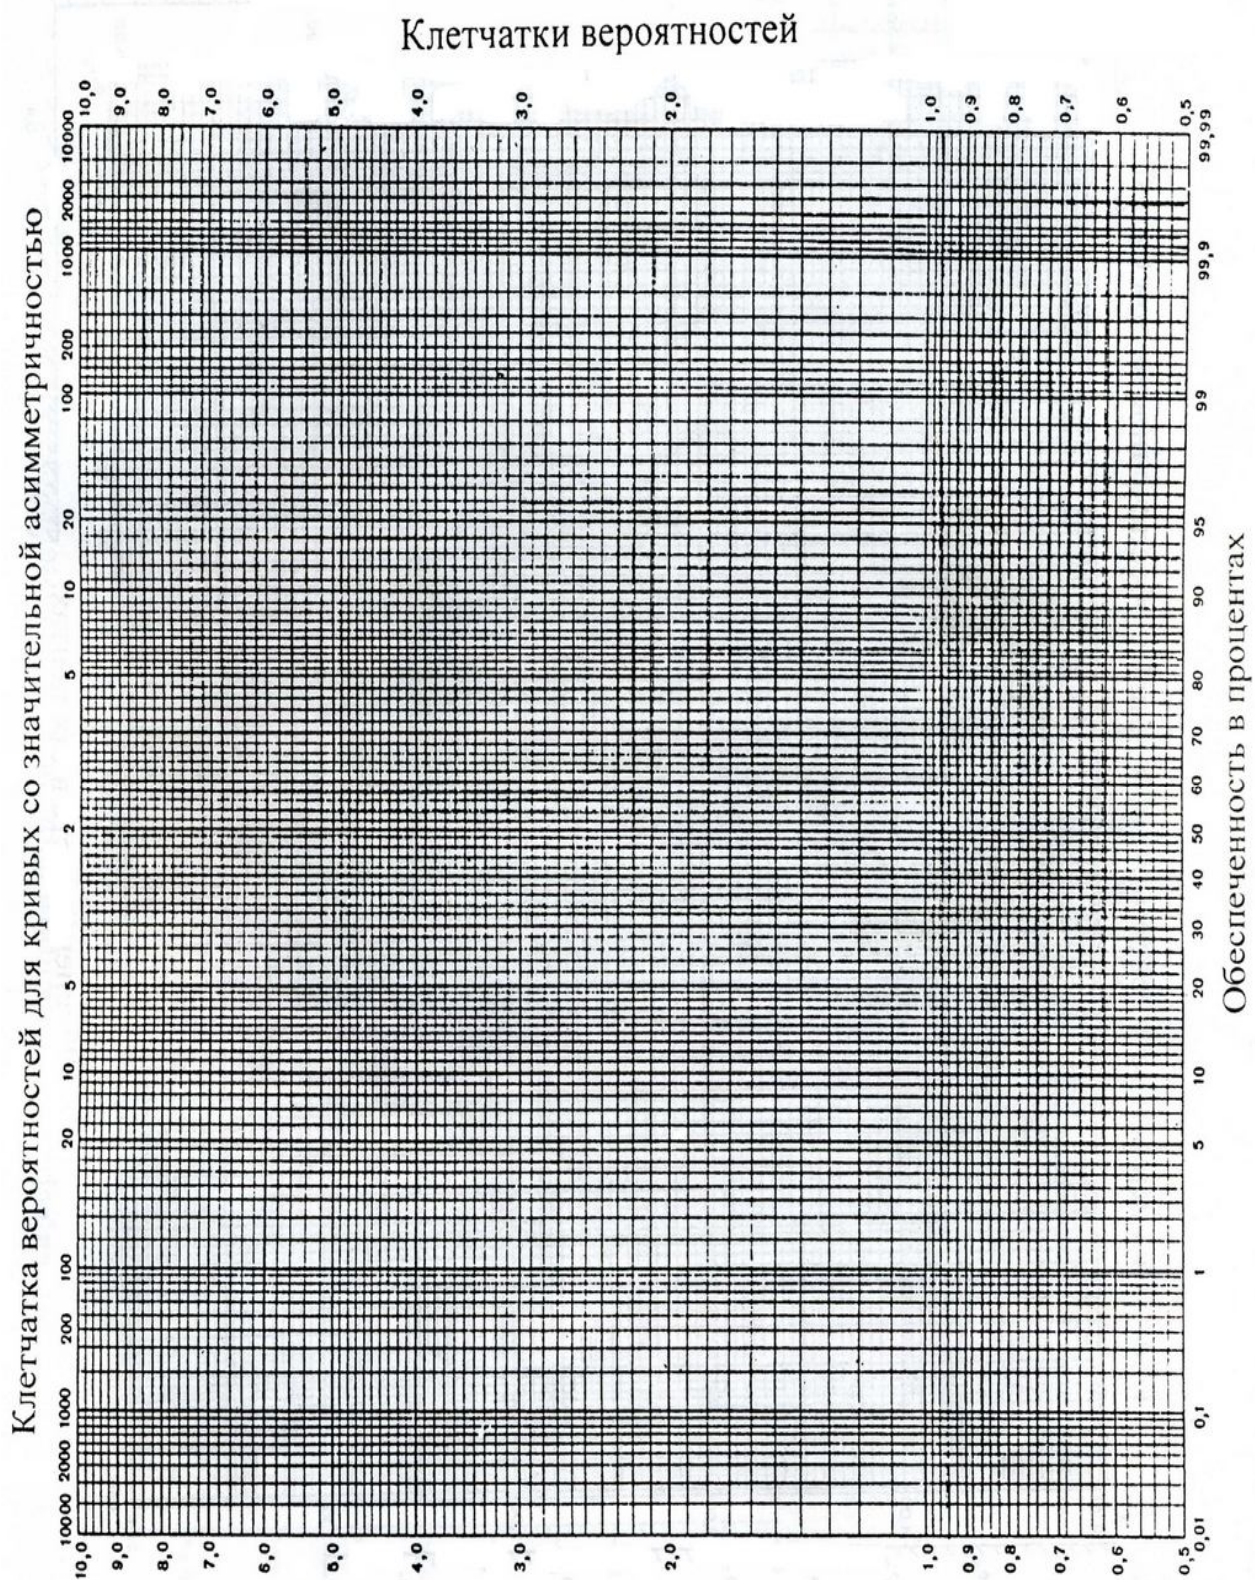 Клетчатки вероятностей
Клетчатка вероятностей для кривых со значительной асимметричностью
10000 2000 1000 200 100 20 10 5 2 5 10 20 100 200 1000 2000 10000
10,0 9,0 8,0 7,0 6,0 5,0 4,0 3,0 2, 1,0 0,9 0,8 0,7 0,6 0,5
10,0 9,0 8,0 7,0 6,0 5,0 4,0 3,0 2, 1,0 0,9 0,8 0,7 0,6 0,5
0,01 0,1 1 5 10 20 30 40 50 60 70 80 90 95 99 99,9 99,99
Обеспеченность в процентах